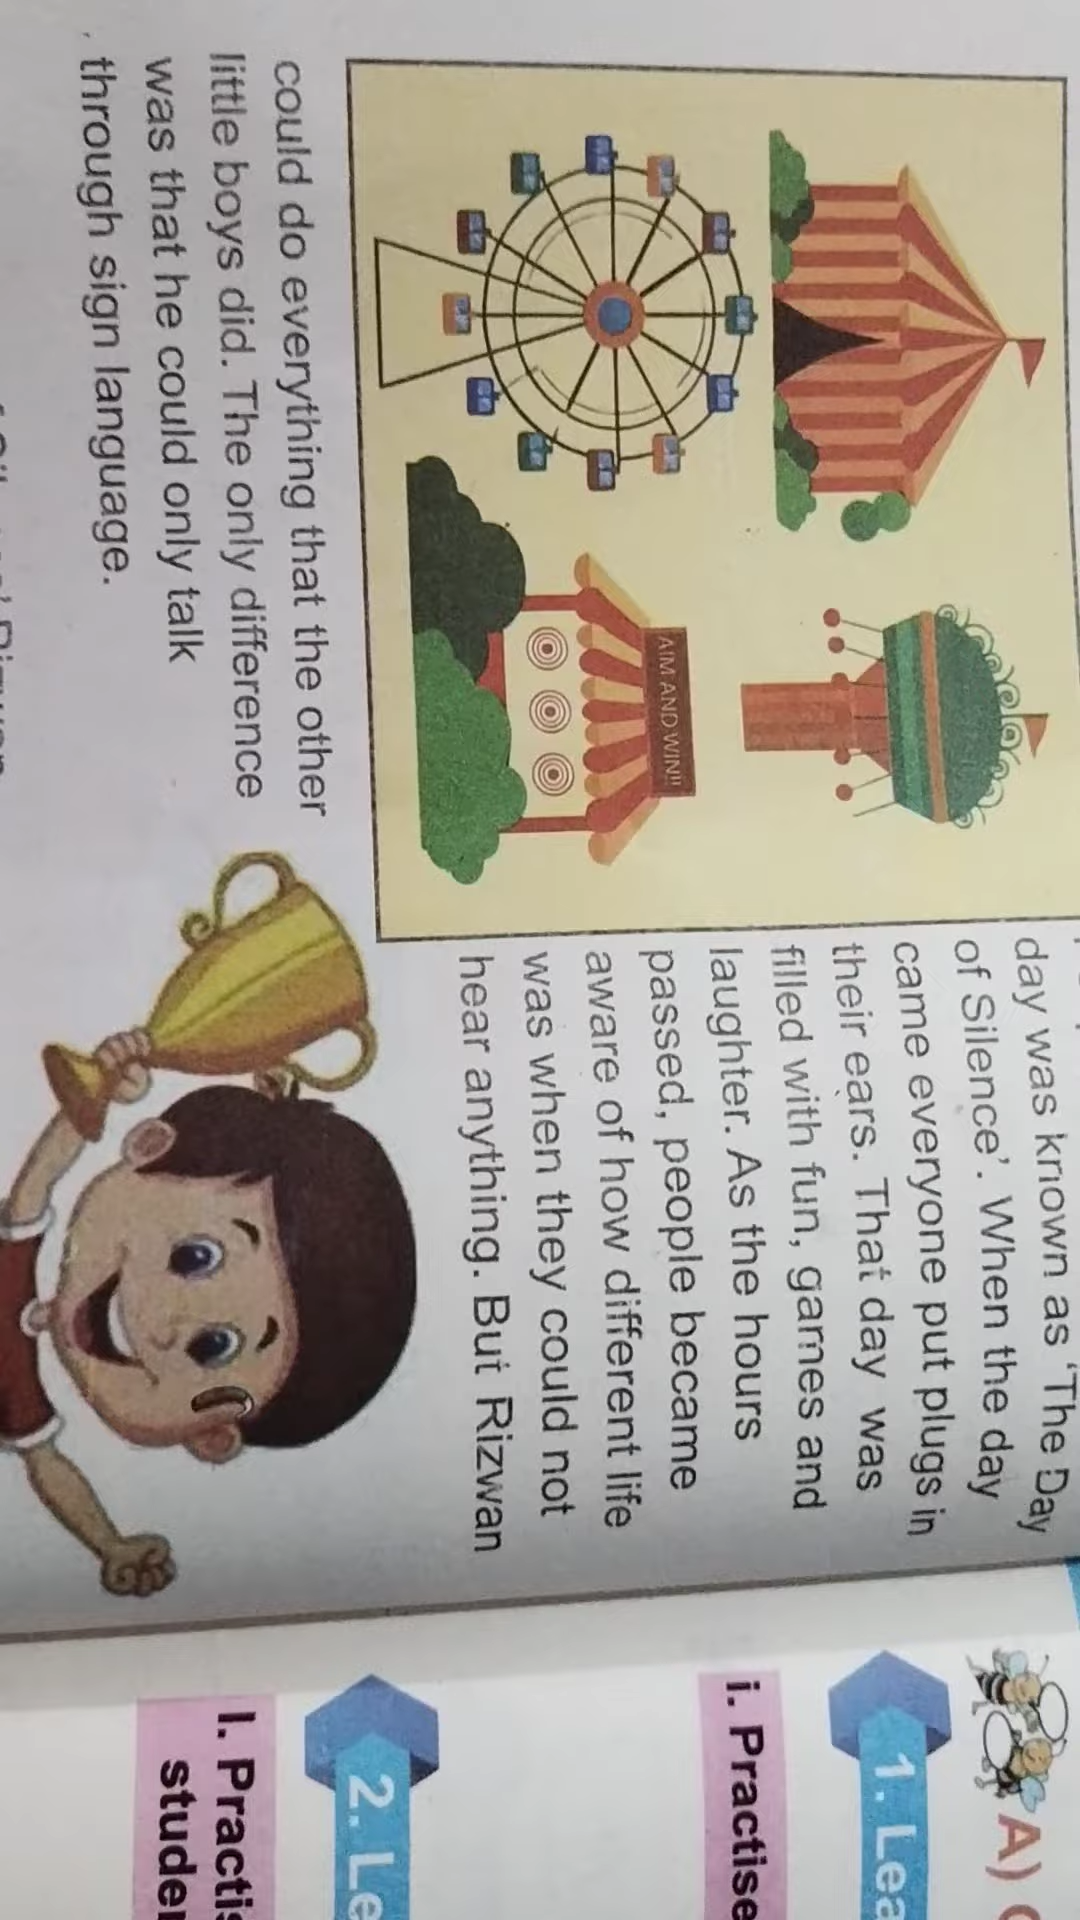 AIM AND WIN!!
day was known as 'The Day
of Silence'. When the day
came everyone put plugs in
their ears. That day was
filled with fun, games and
laughter. As the hours
passed, people became
aware of how different life
was when they could not
hear anything. But Rizwan
could do everything that the other
little boys did. The only difference
was that he could only talk
through sign language.
A)
1. Lea
i. Practise
2. Le
I. Practis
studen